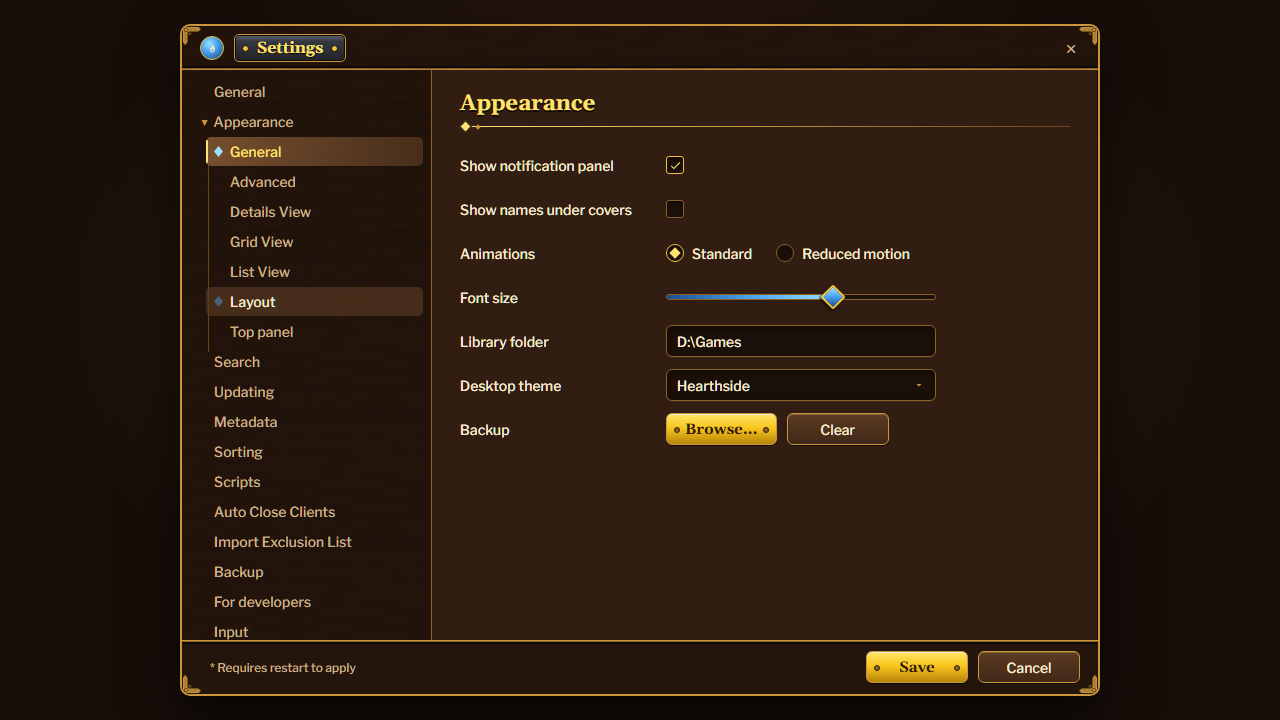 Settings
×
General
Appearance
General
Advanced
Details View
Grid View
List View
Layout
Top panel
Search
Updating
Metadata
Sorting
Scripts
Auto Close Clients
Import Exclusion List
Backup
For developers
Input
Appearance
Show notification panel
Show names under covers
Animations Standard Reduced motion
Font size
Library folder D:\Games
Desktop theme Hearthside
Backup Browse... Clear
* Requires restart to apply
Save Cancel